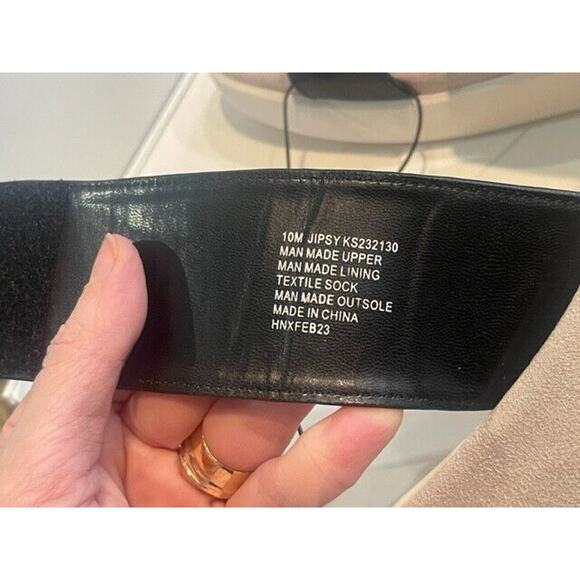 10M JIPSY KS232130
MAN MADE UPPER
MAN MADE LINING
TEXTILE SOCK
MAN MADE OUTSOLE
MADE IN CHINA
HNXFEB23